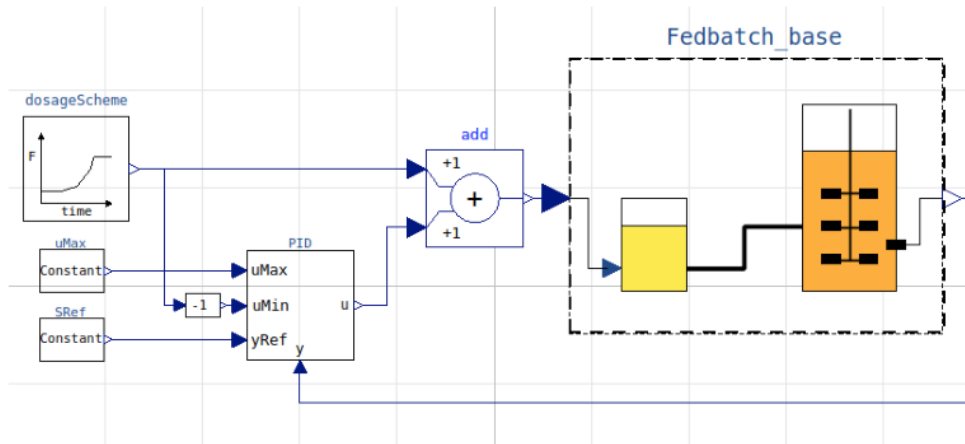 Fedbatch_base
dosageScheme
F
time
add
+1
+
+1
uMax
Constant
SRef
Constant
-1
PID
uMax
uMin
u
yRef
y